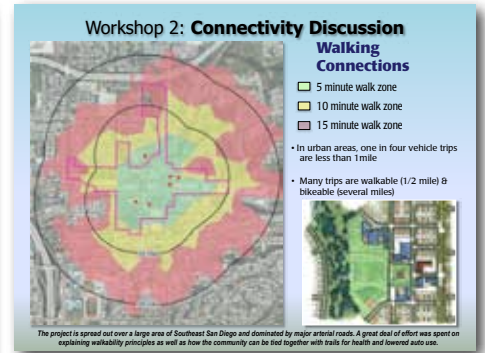 Workshop 2: Connectivity Discussion
Walking
Connections
5 minute walk zone
10 minute walk zone
15 minute walk zone
• In urban areas, one in four vehicle trips
are less than 1mile
• Many trips are walkable (1/2 mile) &
bikeable (several miles)
The project is spread out over a large area of Southeast San Diego and dominated by major arterial roads. A great deal of effort was spent on
explaining walkability principles as well as how the community can be tied together with trails for health and lowered auto use.